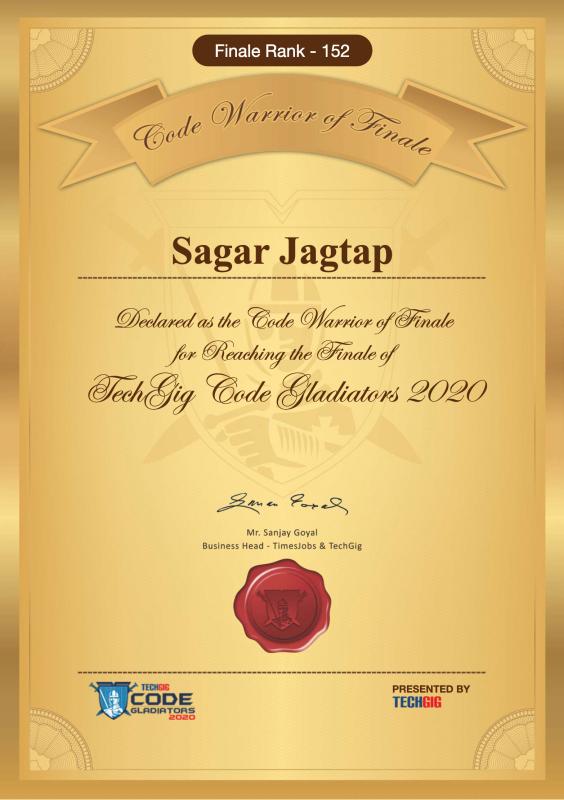 Finale Rank - 152
Code Warrior of Finale
Sagar Jagtap
Declared as the Code Warrior of Finale
for Reaching the Finale of
TechGig Code Gladiators 2020
Mr. Sanjay Goyal
Business Head - TimesJobs & TechGig
TECHGIG
CODE
GLADIATORS
2020
PRESENTED BY
TECHGIG